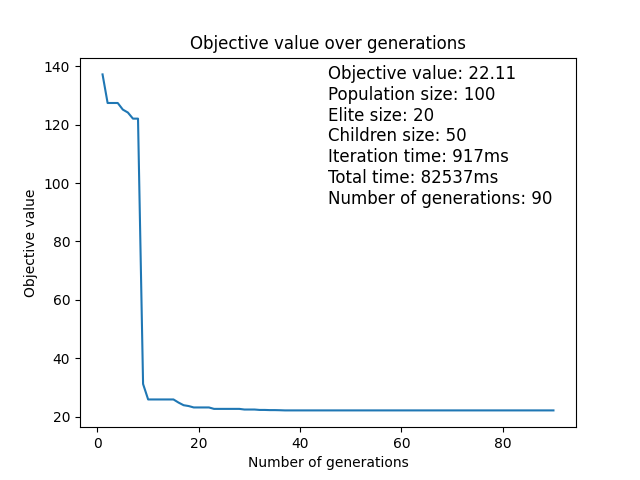 Objective value over generations
Objective value: 22.11
Population size: 100
Elite size: 20
Children size: 50
Iteration time: 917ms
Total time: 82537ms
Number of generations: 90
Objective value
140
120
100
80
60
40
20
0 20 40 60 80
Number of generations